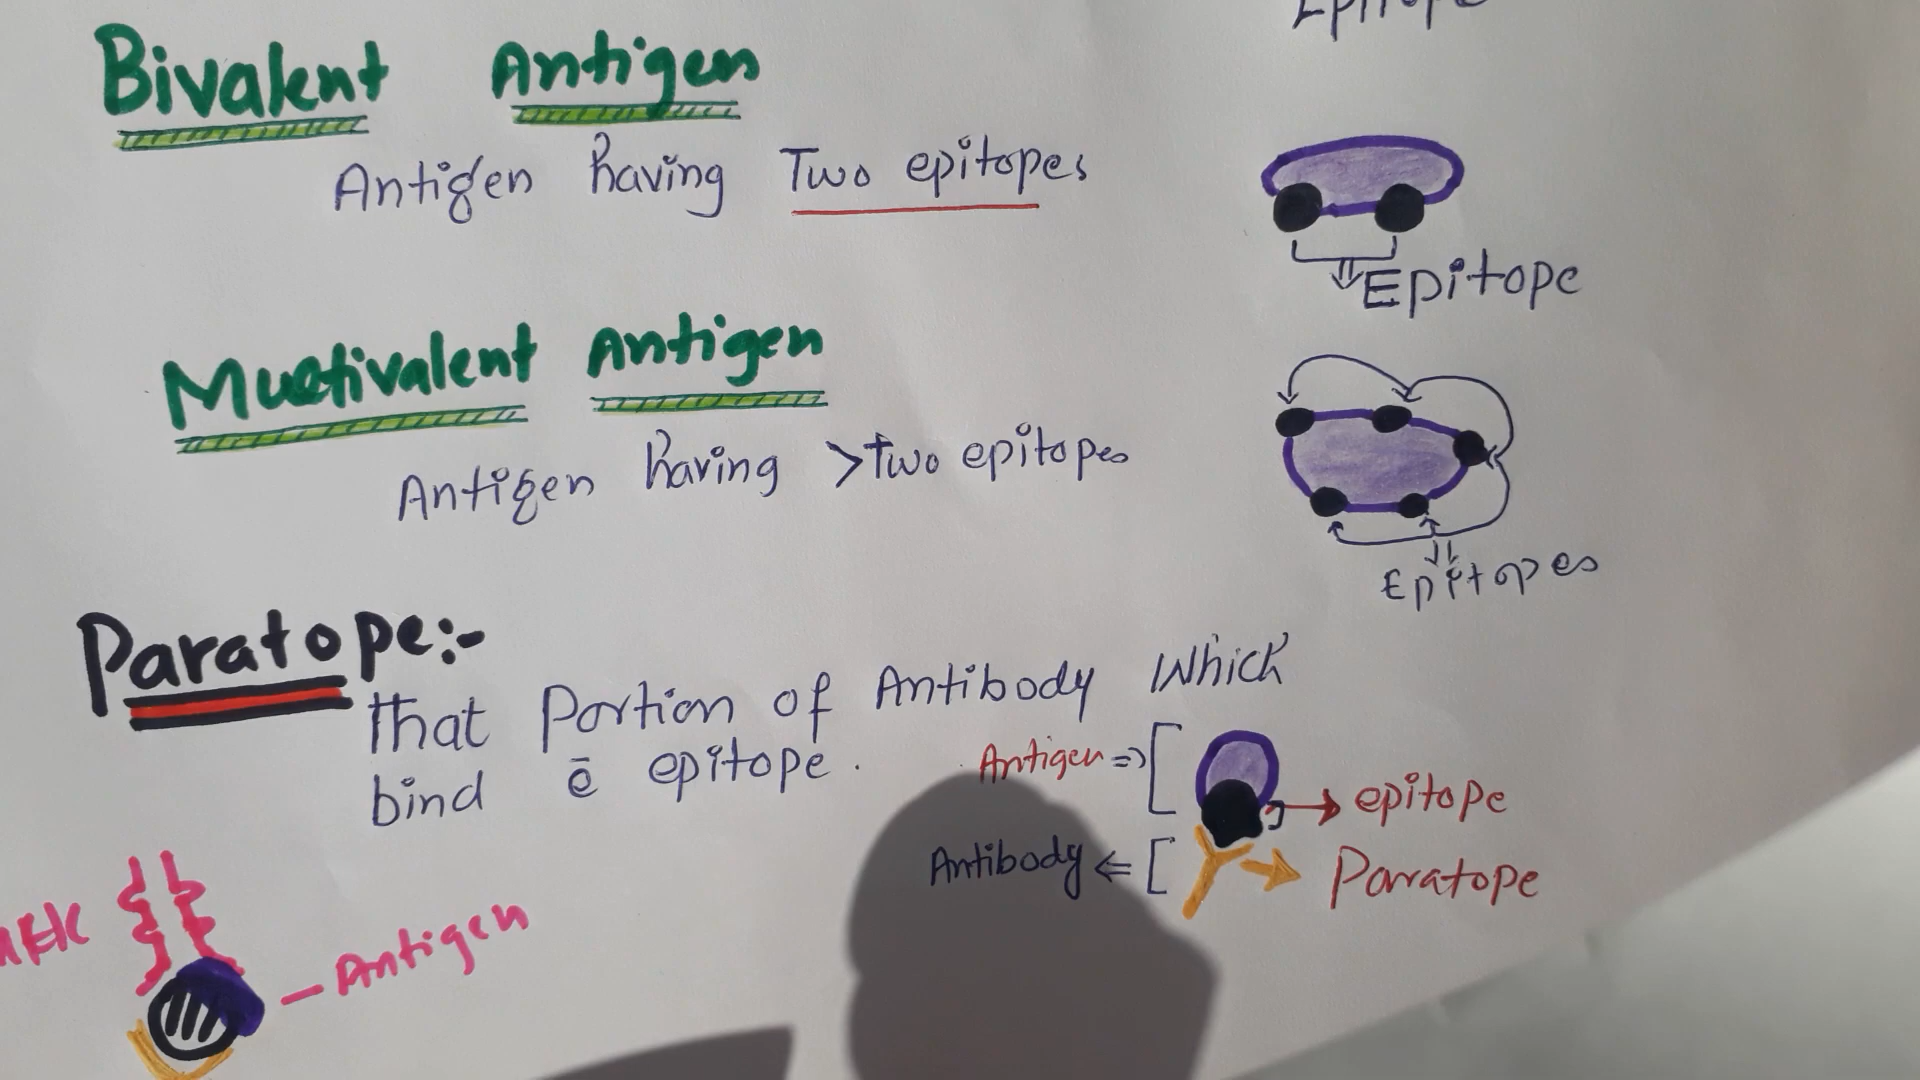 Epitope
Bivalent Antigen
Antigen having Two epitopes
Epitope
Multivalent Antigen
Antigen having >two epitopes
Epitopes
Paratope:-
that Portion of Antibody Which
bind ē epitope.
Antigen =>
epitope
Antibody <=
Paratope
- Antigen